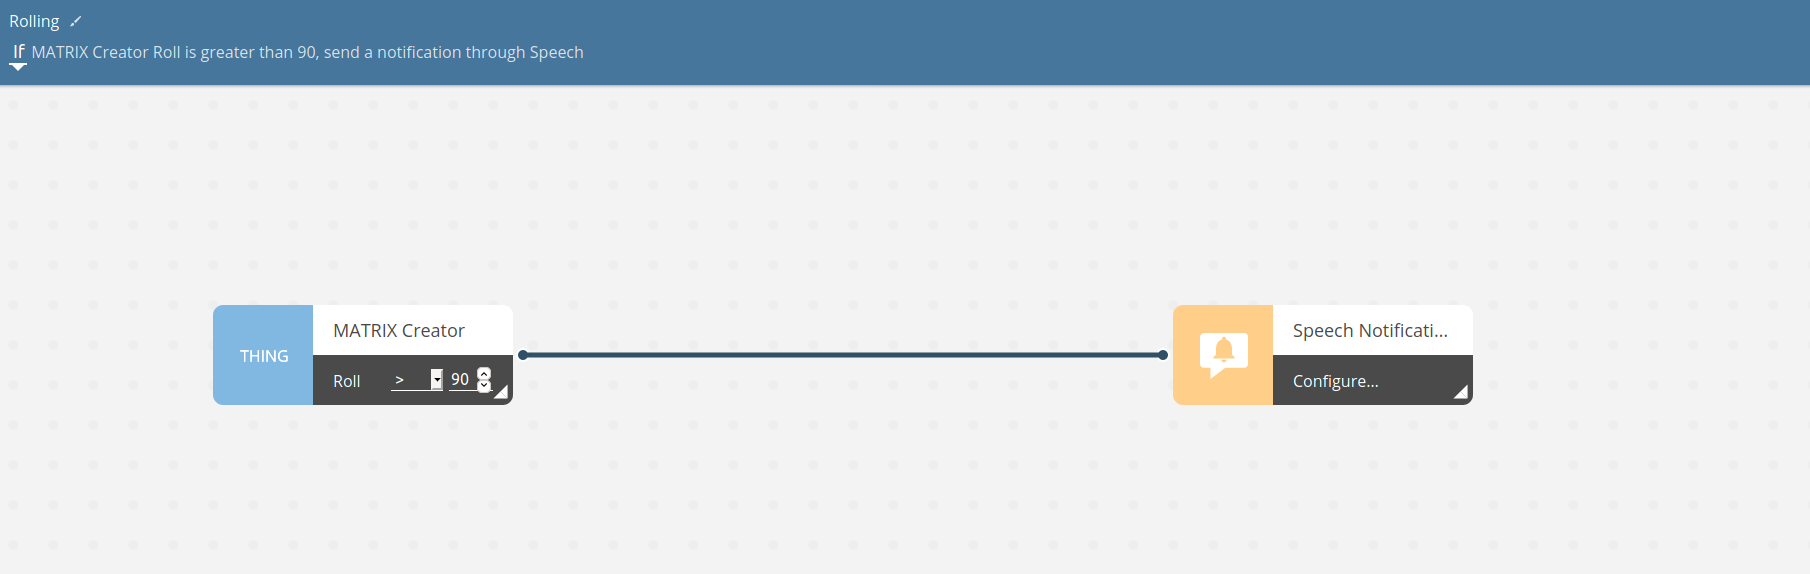 Rolling
If MATRIX Creator Roll is greater than 90, send a notification through Speech
THING
MATRIX Creator
Roll > 90
Speech Notificati...
Configure...